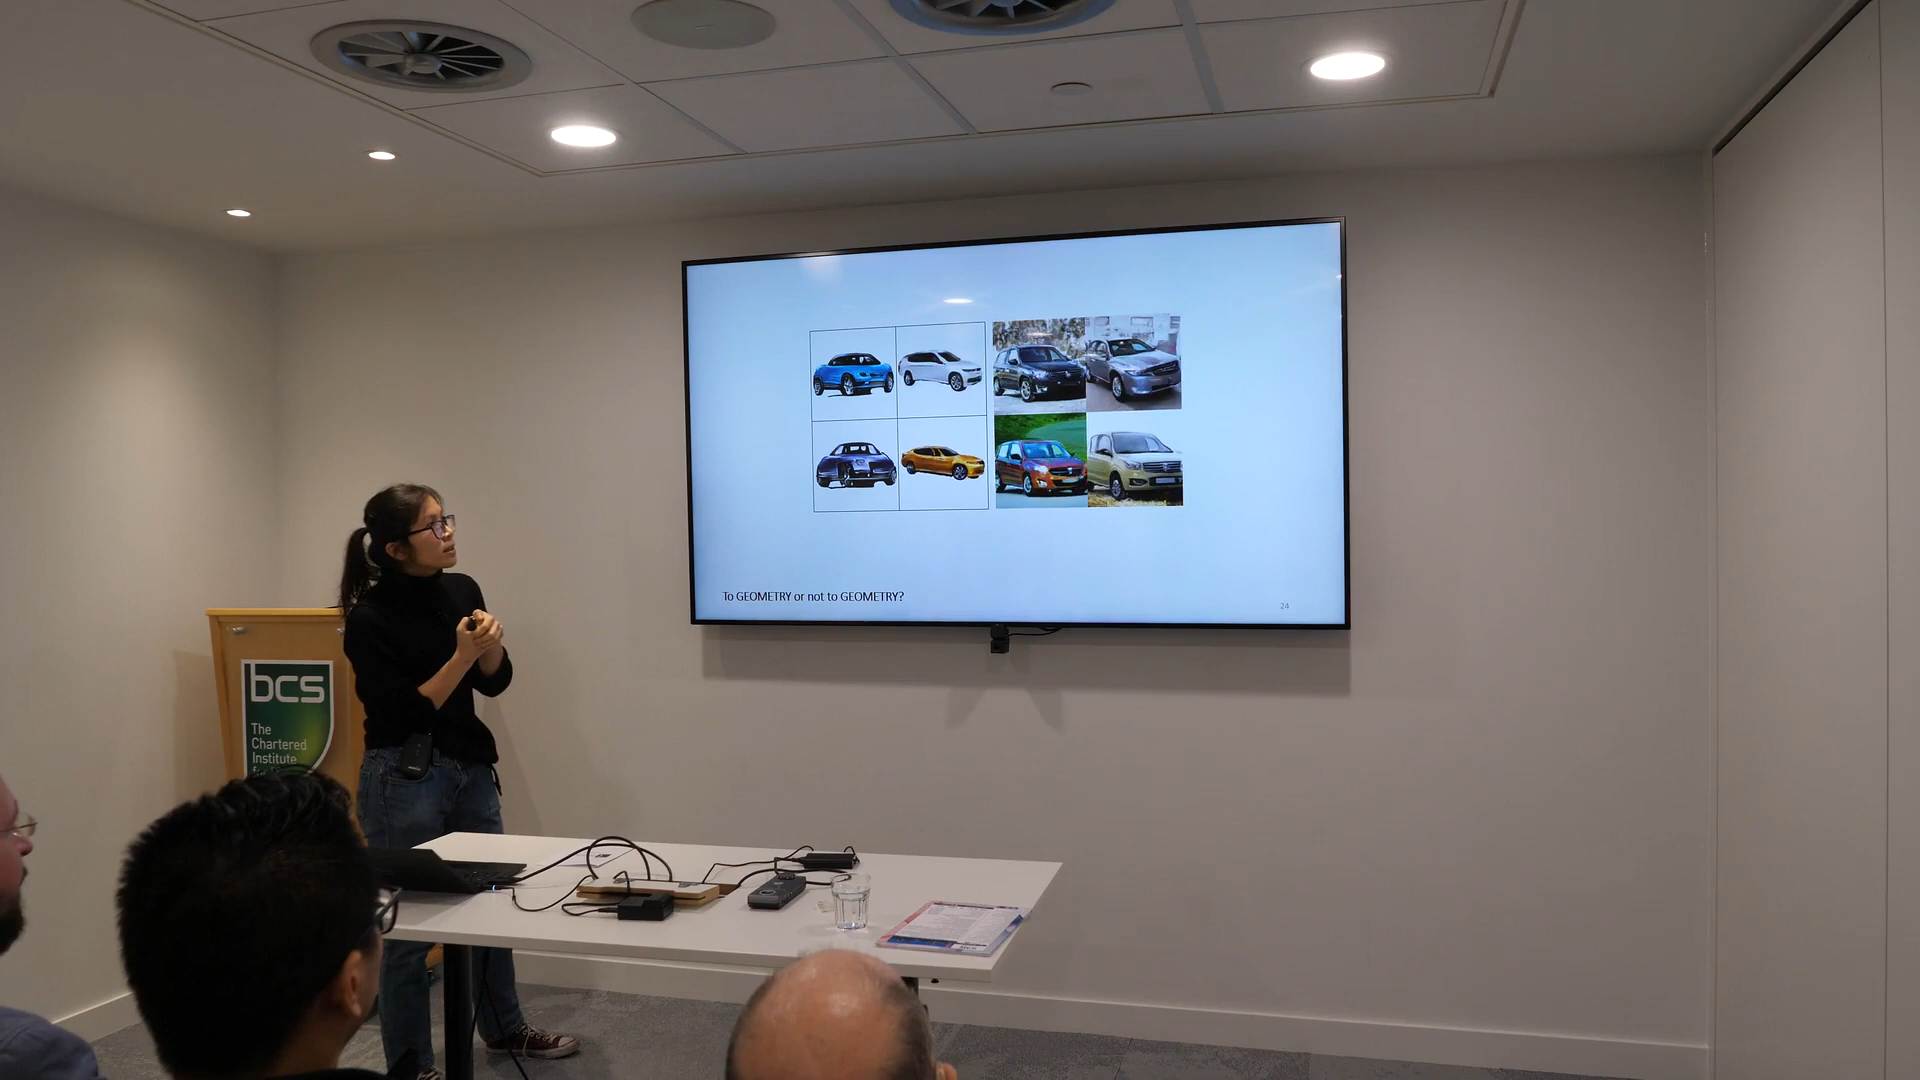 To GEOMETRY or not to GEOMETRY?
24
bcs
The
Chartered
Institute